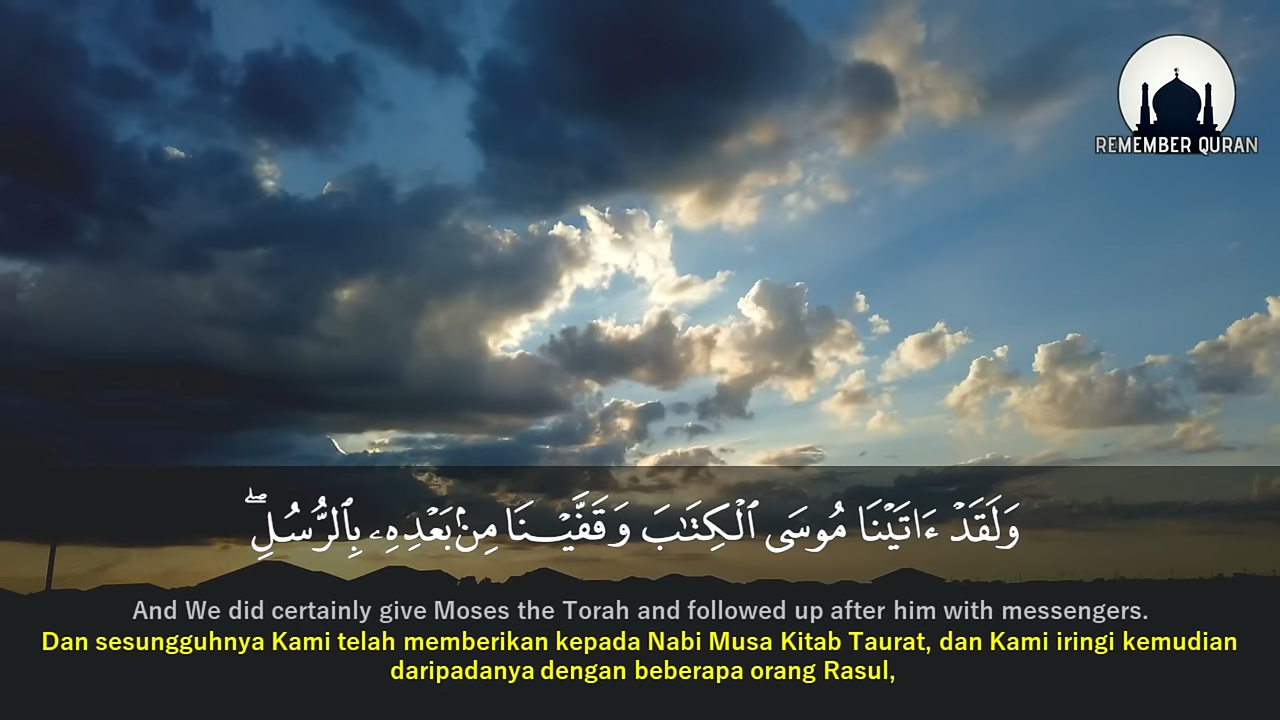 REMEMBER QURAN
وَلَقَدْ ءَاتَيْنَا مُوسَى ٱلْكِتَٰبَ وَقَفَّيْنَا مِنۢ بَعْدِهِۦ بِٱلرُّسُلِ ۖ
And We did certainly give Moses the Torah and followed up after him with messengers.
Dan sesungguhnya Kami telah memberikan kepada Nabi Musa Kitab Taurat, dan Kami iringi kemudian
daripadanya dengan beberapa orang Rasul,